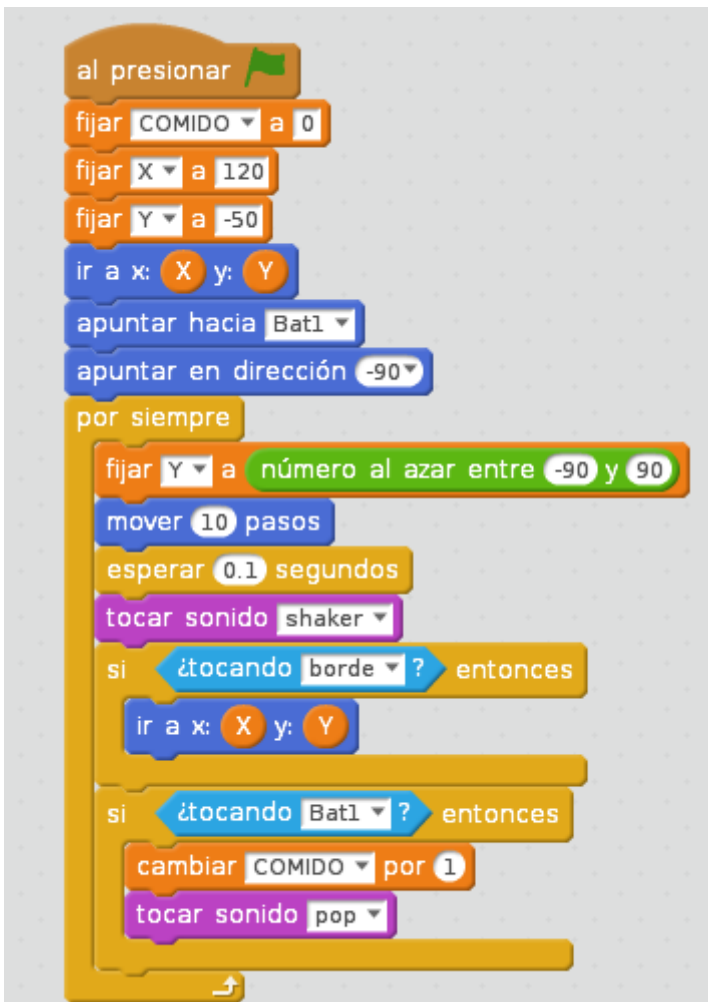 al presionar
fijar COMIDO a 0
fijar X a 120
fijar Y a -50
ir a x: X y: Y
apuntar hacia Bat1
apuntar en dirección -90
por siempre
fijar Y a número al azar entre -90 y 90
mover 10 pasos
esperar 0.1 segundos
tocar sonido shaker
si ¿tocando borde ? entonces
ir a x: X y: Y
si ¿tocando Bat1 ? entonces
cambiar COMIDO por 1
tocar sonido pop